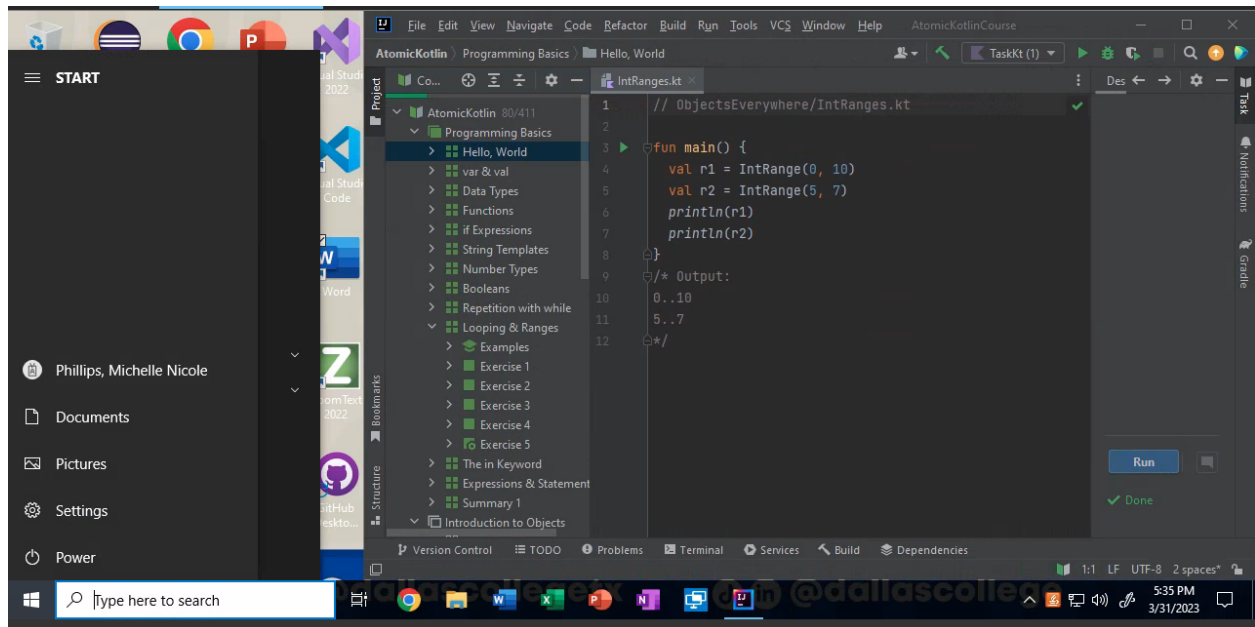 START
Phillips, Michelle Nicole
Documents
Pictures
Settings
Power
Type here to search
2022
Code
Word
2022
File Edit View Navigate Code Refactor Build Run Tools VCS Window Help AtomicKotlinCourse
AtomicKotlin Programming Basics Hello, World
TaskKt (1)
Project
Bookmarks
Structure
Co...
AtomicKotlin 80/411
Programming Basics
Hello, World
var & val
Data Types
Functions
if Expressions
String Templates
Number Types
Booleans
Repetition with while
Looping & Ranges
Examples
Exercise 1
Exercise 2
Exercise 3
Exercise 4
Exercise 5
The in Keyword
Expressions & Statement
Summary 1
Introduction to Objects
IntRanges.kt
1 // ObjectsEverywhere/IntRanges.kt
2
3 fun main() {
4 val r1 = IntRange(0, 10)
5 val r2 = IntRange(5, 7)
6 println(r1)
7 println(r2)
8 }
9 /* Output:
10 0..10
11 5..7
12 */
Des
Run
Done
Task
Notifications
Gradle
Version Control TODO Problems Terminal Services Build Dependencies
1:1 LF UTF-8 2 spaces*
5:35 PM
3/31/2023